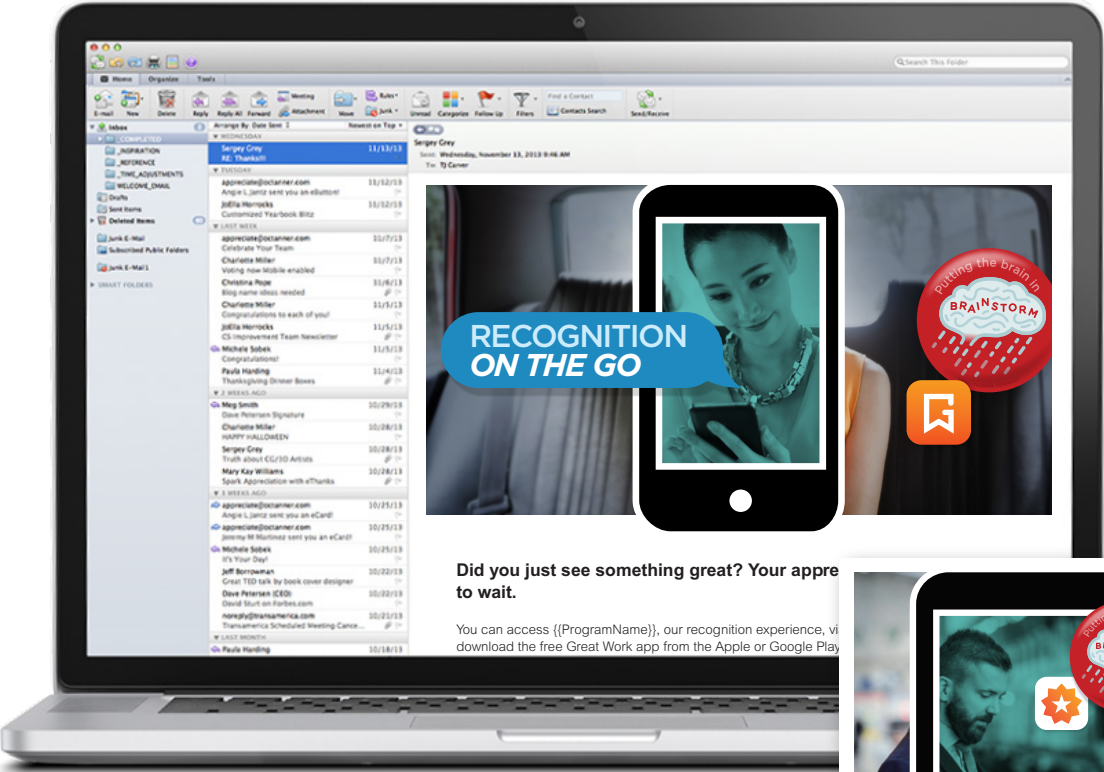 Search This Folder
Home Organize Tools
E-mail New Delete Reply Reply All Forward Meeting Attachment Move Rules Junk Unread Categorize Follow Up Filters Find a Contact Contacts Search Send/Receive
Inbox
_COMPLETED
_INSPIRATION
_REFERENCE
_TIME_ADJUSTMENTS
WELCOME_EMAIL
Drafts
Sent Items
Deleted Items
Junk E-Mail
Subscribed Public Folders
Junk E-Mail1
SMART FOLDERS
Arrange By: Date Sent Newest on Top
WEDNESDAY
Sergey Grey 11/13/13
RE: Thanks!!!
TUESDAY
appreciate@octanner.com 11/12/13
Angie L Jantz sent you an eButton!
JoElla Horrocks 11/12/13
Customized Yearbook Blitz
LAST WEEK
appreciate@octanner.com 11/7/13
Celebrate Your Team
Charlotte Miller 11/7/13
Voting now Mobile enabled
Christina Pope 11/6/13
Blog name ideas needed
Charlotte Miller 11/5/13
Congratulations to each of you!
JoElla Horrocks 11/5/13
CS Improvement Team Newsletter
Michele Sobek 11/5/13
Congratulations!
Paula Harding 11/4/13
Thanksgiving Dinner Boxes
2 WEEKS AGO
Meg Smith 10/29/13
Dave Petersen Signature
Charlotte Miller 10/28/13
HAPPY HALLOWEEN
Sergey Grey 10/28/13
Truth about CG/3D Artists
Mary Kay Williams 10/28/13
Spark Appreciation with eThanks
3 WEEKS AGO
appreciate@octanner.com 10/25/13
Angie L Jantz sent you an eCard!
appreciate@octanner.com 10/25/13
Jeremy M Martinez sent you an eCard!
Michele Sobek 10/25/13
It's Your Day!
Jeff Borrowman 10/22/13
Great TED talk by book cover designer
Dave Petersen (CEO) 10/22/13
David Sturt on Forbes.com
noreply@transamerica.com 10/21/13
Transamerica Scheduled Meeting Cance...
LAST MONTH
Paula Harding 10/18/13
Sergey Grey
Sent: Wednesday, November 13, 2013 9:46 AM
To: TJ Carver
RECOGNITION
ON THE GO
Putting the brain in
BRAINSTORM
Did you just see something great? Your appre
to wait.
You can access {{ProgramName}}, our recognition experience, vi
download the free Great Work app from the Apple or Google Play